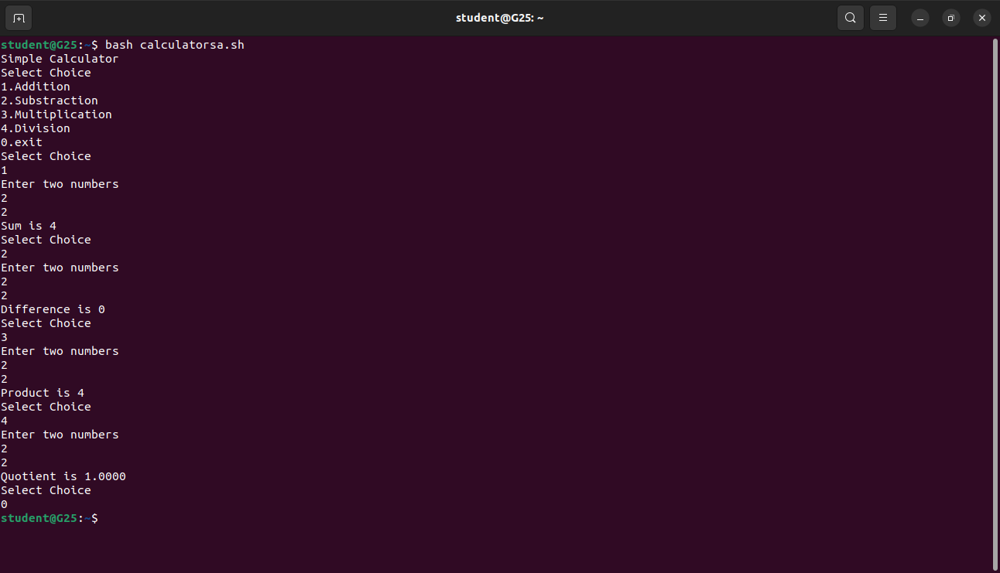 student@G25: ~
student@G25:~$ bash calculatorsa.sh
Simple Calculator
Select Choice
1.Addition
2.Substraction
3.Multiplication
4.Division
0.exit
Select Choice
1
Enter two numbers
2
2
Sum is 4
Select Choice
2
Enter two numbers
2
2
Difference is 0
Select Choice
3
Enter two numbers
2
2
Product is 4
Select Choice
4
Enter two numbers
2
2
Quotient is 1.0000
Select Choice
0
student@G25:~$